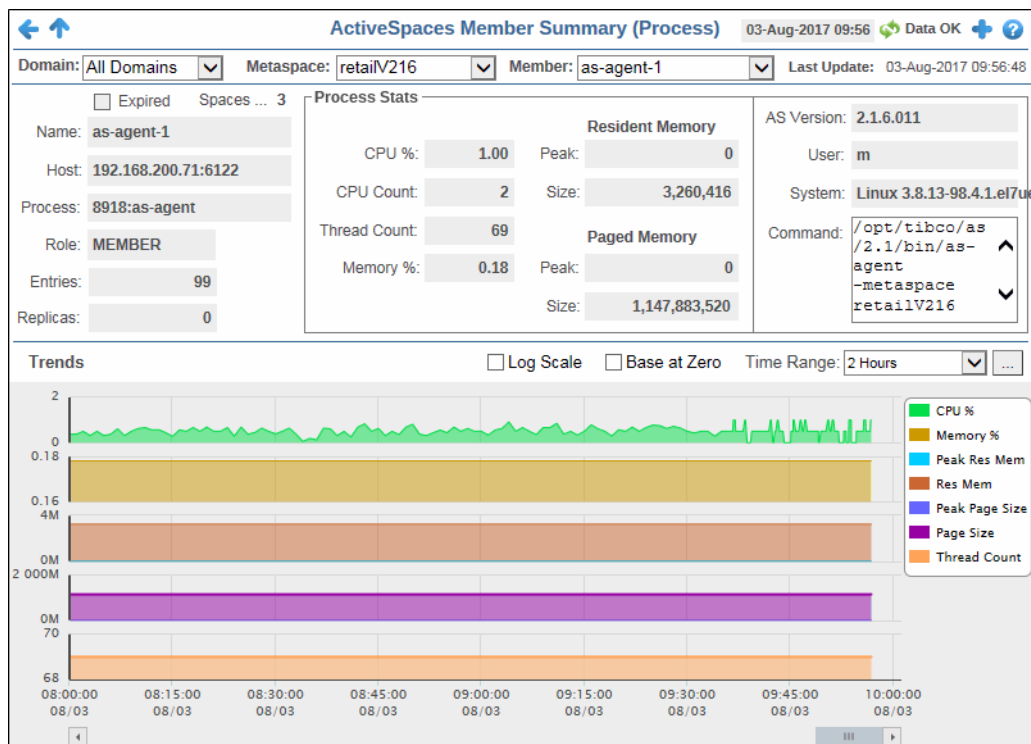 ActiveSpaces Member Summary (Process) 03-Aug-2017 09:56 Data OK
Domain: All Domains Metaspace: retailV216 Member: as-agent-1 Last Update: 03-Aug-2017 09:56:48
Expired Spaces ... 3
Name: as-agent-1
Host: 192.168.200.71:6122
Process: 8918:as-agent
Role: MEMBER
Entries: 99
Replicas: 0
Process Stats
CPU %: 1.00
CPU Count: 2
Thread Count: 69
Memory %: 0.18
Resident Memory
Peak: 0
Size: 3,260,416
Paged Memory
Peak: 0
Size: 1,147,883,520
AS Version: 2.1.6.011
User: m
System: Linux 3.8.13-98.4.1.el7ue
Command: /opt/tibco/as
/2.1/bin/as-
agent
-metaspace
retailV216
Trends Log Scale Base at Zero Time Range: 2 Hours ...
2
0
0.18
0.16
4M
0M
2 000M
0M
70
68
08:00:00 08:15:00 08:30:00 08:45:00 09:00:00 09:15:00 09:30:00 09:45:00 10:00:00
08/03 08/03 08/03 08/03 08/03 08/03 08/03 08/03 08/03
CPU %
Memory %
Peak Res Mem
Res Mem
Peak Page Size
Page Size
Thread Count